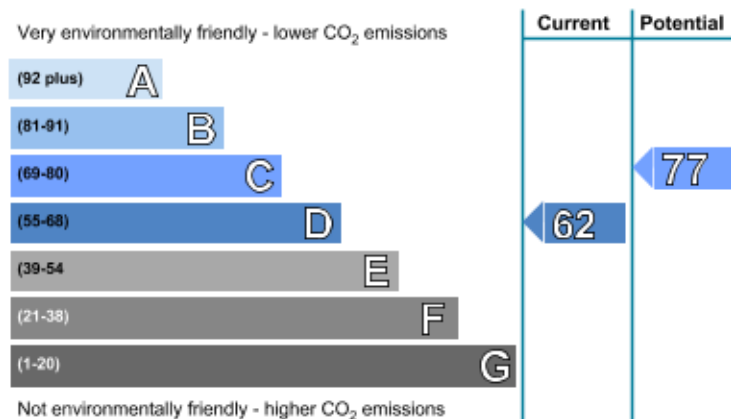 Very environmentally friendly - lower CO₂ emissions
Current
Potential
(92 plus) A
(81-91) B
(69-80) C
77
(55-68) D
62
(39-54 E
(21-38) F
(1-20) G
Not environmentally friendly - higher CO₂ emissions